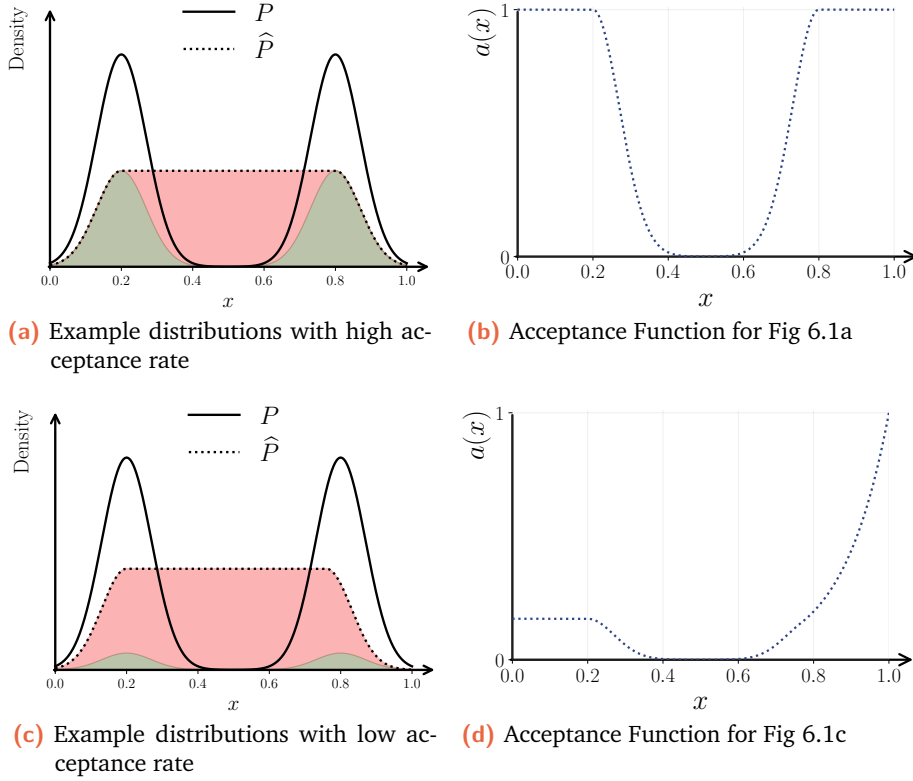 Density
P
P̂
0.0 0.2 0.4 0.6 0.8 1.0
x
a(x)
1
0
0.0 0.2 0.4 0.6 0.8 1.0
x
(a) Example distributions with high ac-
ceptance rate
(b) Acceptance Function for Fig 6.1a
Density
P
P̂
0.0 0.2 0.4 0.6 0.8 1.0
x
a(x)
1
0
0.0 0.2 0.4 0.6 0.8 1.0
x
(c) Example distributions with low ac-
ceptance rate
(d) Acceptance Function for Fig 6.1c